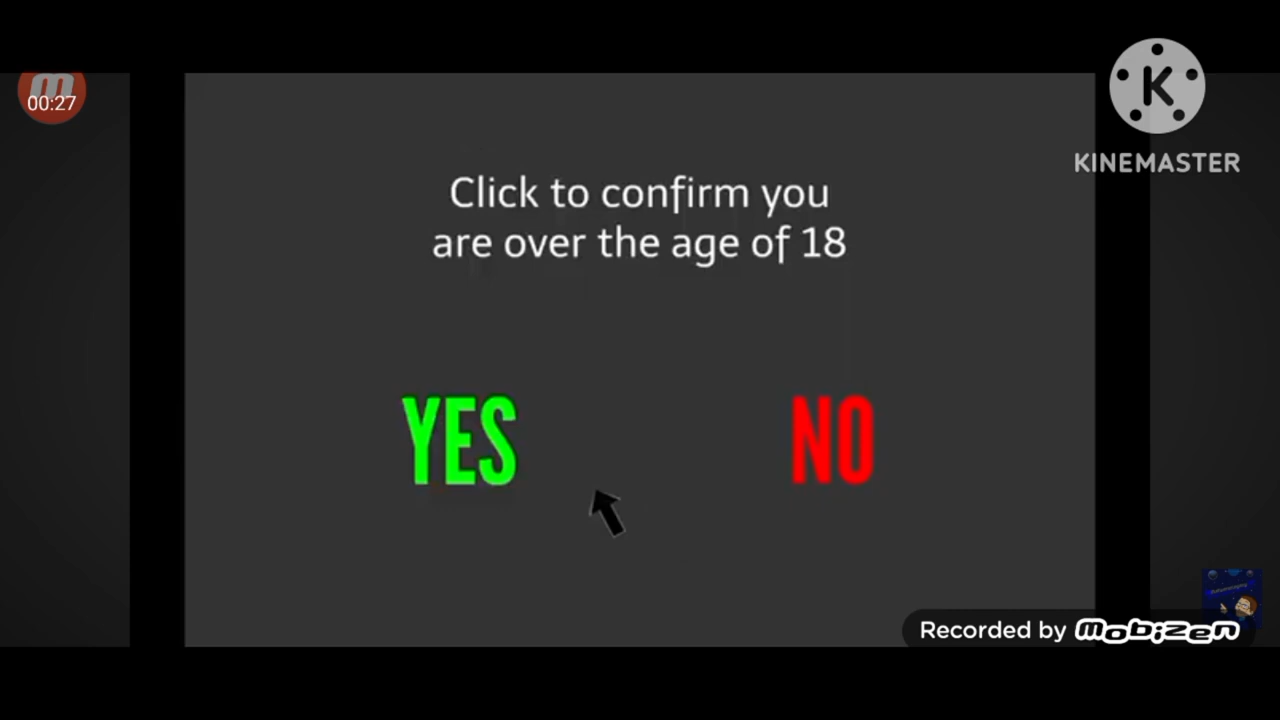 00:27
K
KINEMASTER
Click to confirm you
are over the age of 18
YES
NO
Recorded by mobizen